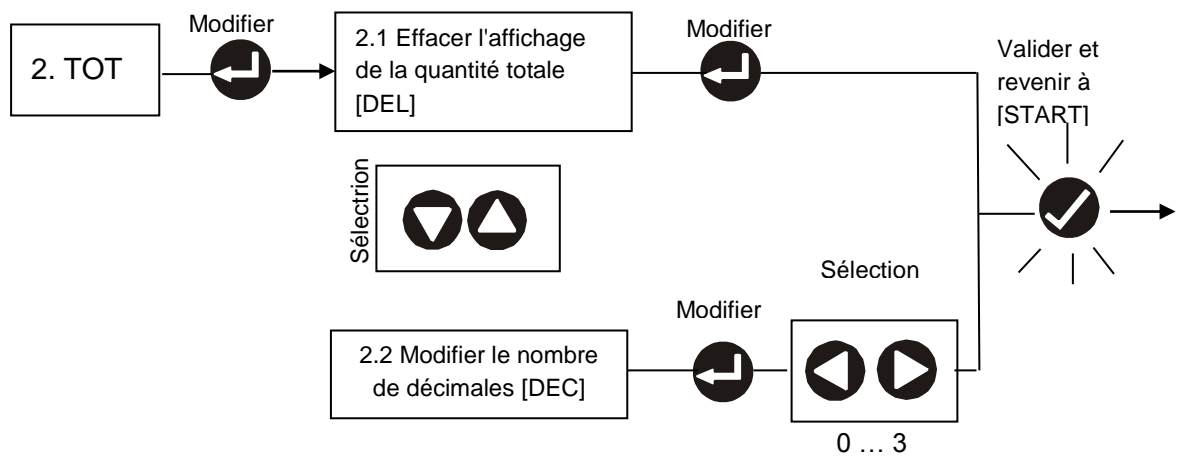 2. TOT
Modifier
2.1 Effacer l'affichage
de la quantité totale
[DEL]
Modifier
Valider et
revenir à
[START]
Sélectrion
Sélection
Modifier
2.2 Modifier le nombre
de décimales [DEC]
0 … 3